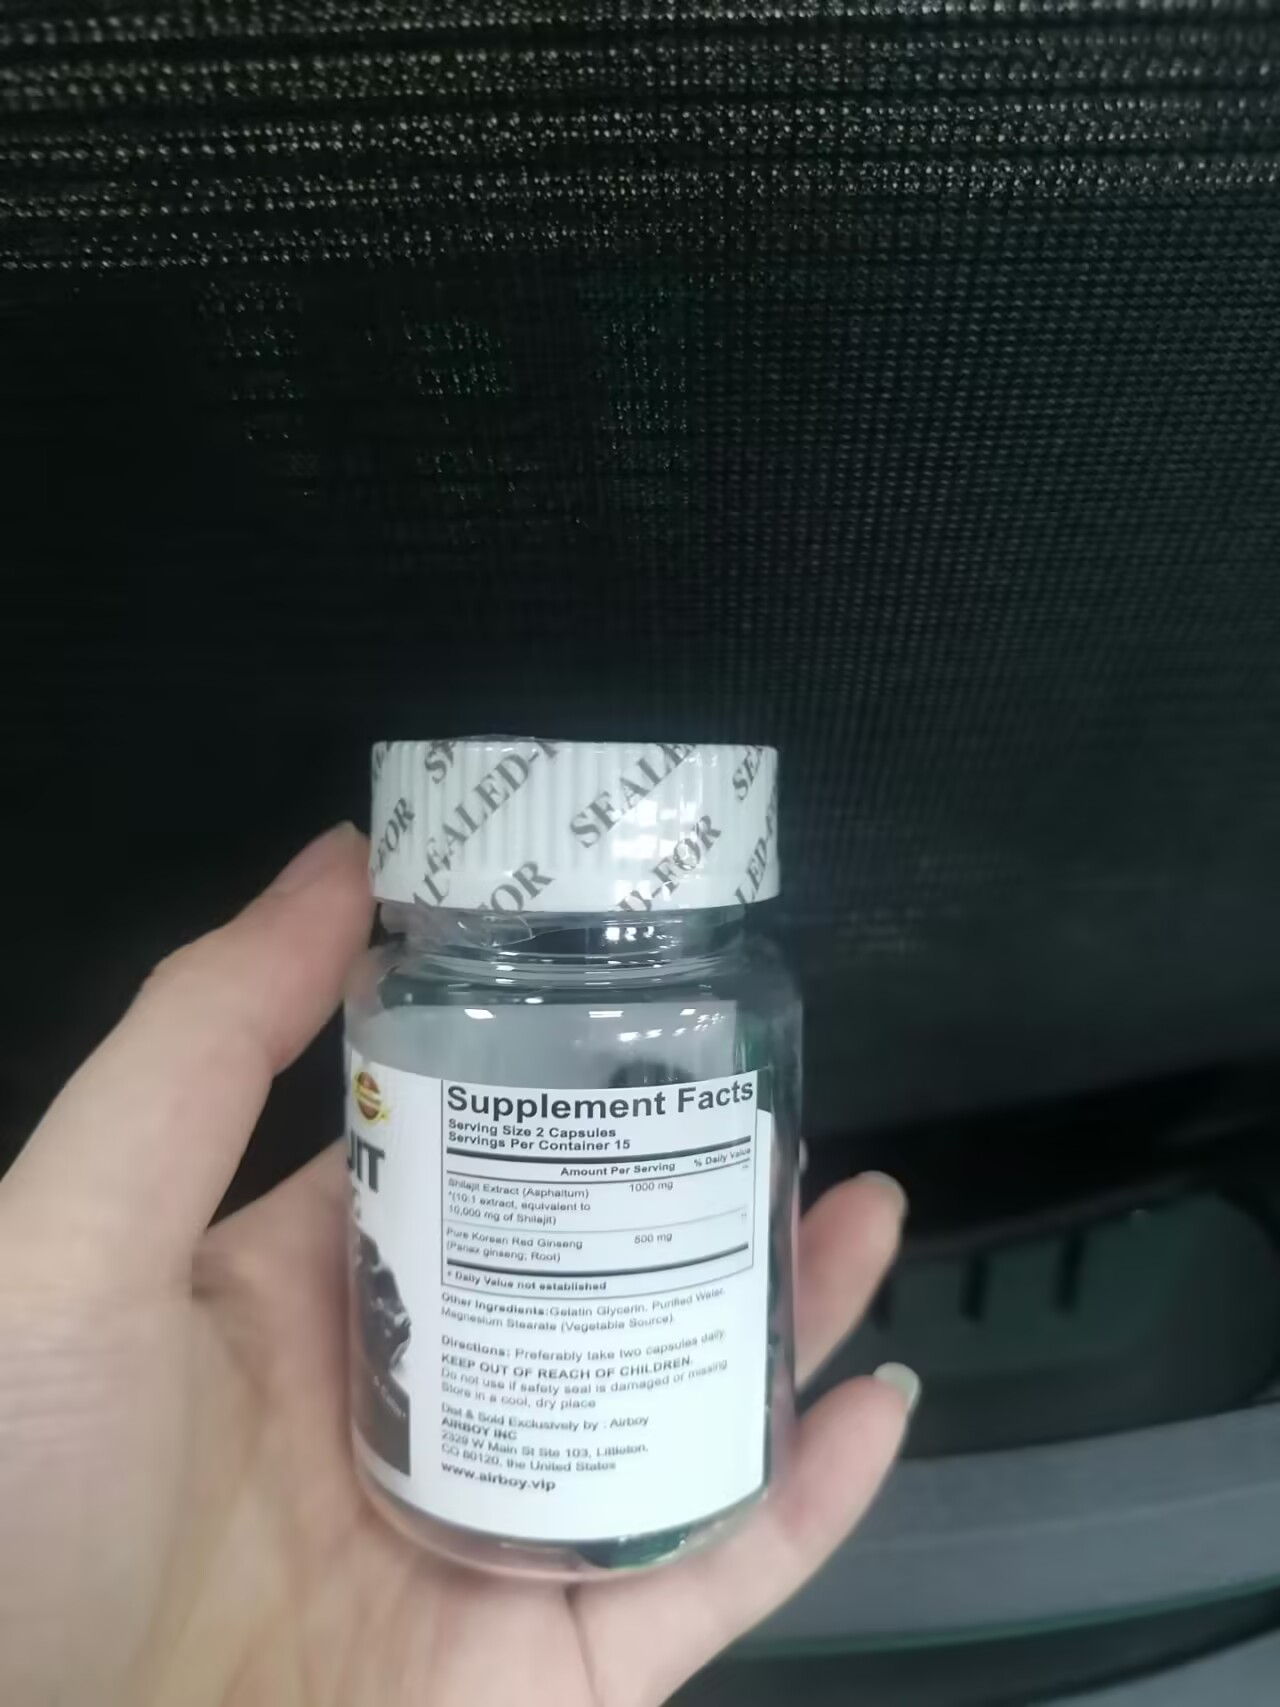 SEALED-FOR
Supplement Facts
Serving Size 2 Capsules
Servings Per Container 15
Amount Per Serving % Daily Value
Shilajit Extract (Asphaltum) 1000 mg **
*(10:1 extract, equivalent to
10,000 mg of Shilajit)
Pure Korean Red Ginseng 500 mg **
(Panax ginseng; Root)
* Daily Value not established
Other Ingredients:Gelatin Glycerin, Purified Water,
Magnesium Stearate (Vegetable Source).
Directions: Preferably take two capsules daily.
KEEP OUT OF REACH OF CHILDREN.
Do not use if safety seal is damaged or missing
Store in a cool, dry place
Dist & Sold Exclusively by : Airboy
AIRBOY INC
2329 W Main St Ste 103, Littleton,
CO 80120, the United States
www.airboy.vip
JIT